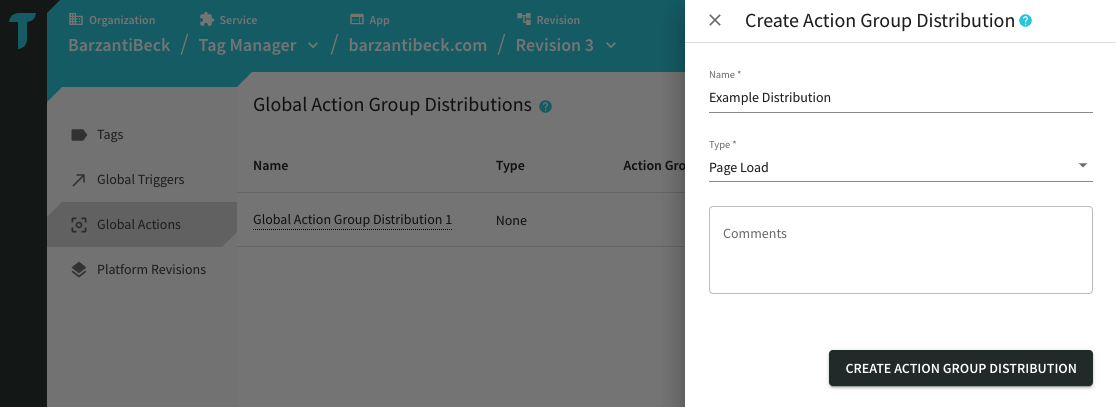 Organization
Service
App
Revision
BarzantiBeck / Tag Manager / barzantibeck.com / Revision 3
Tags
Global Triggers
Global Actions
Platform Revisions
Global Action Group Distributions ?
Name Type Action Gro
Global Action Group Distribution 1 None
Create Action Group Distribution ?
Name *
Example Distribution
Type *
Page Load
Comments
CREATE ACTION GROUP DISTRIBUTION